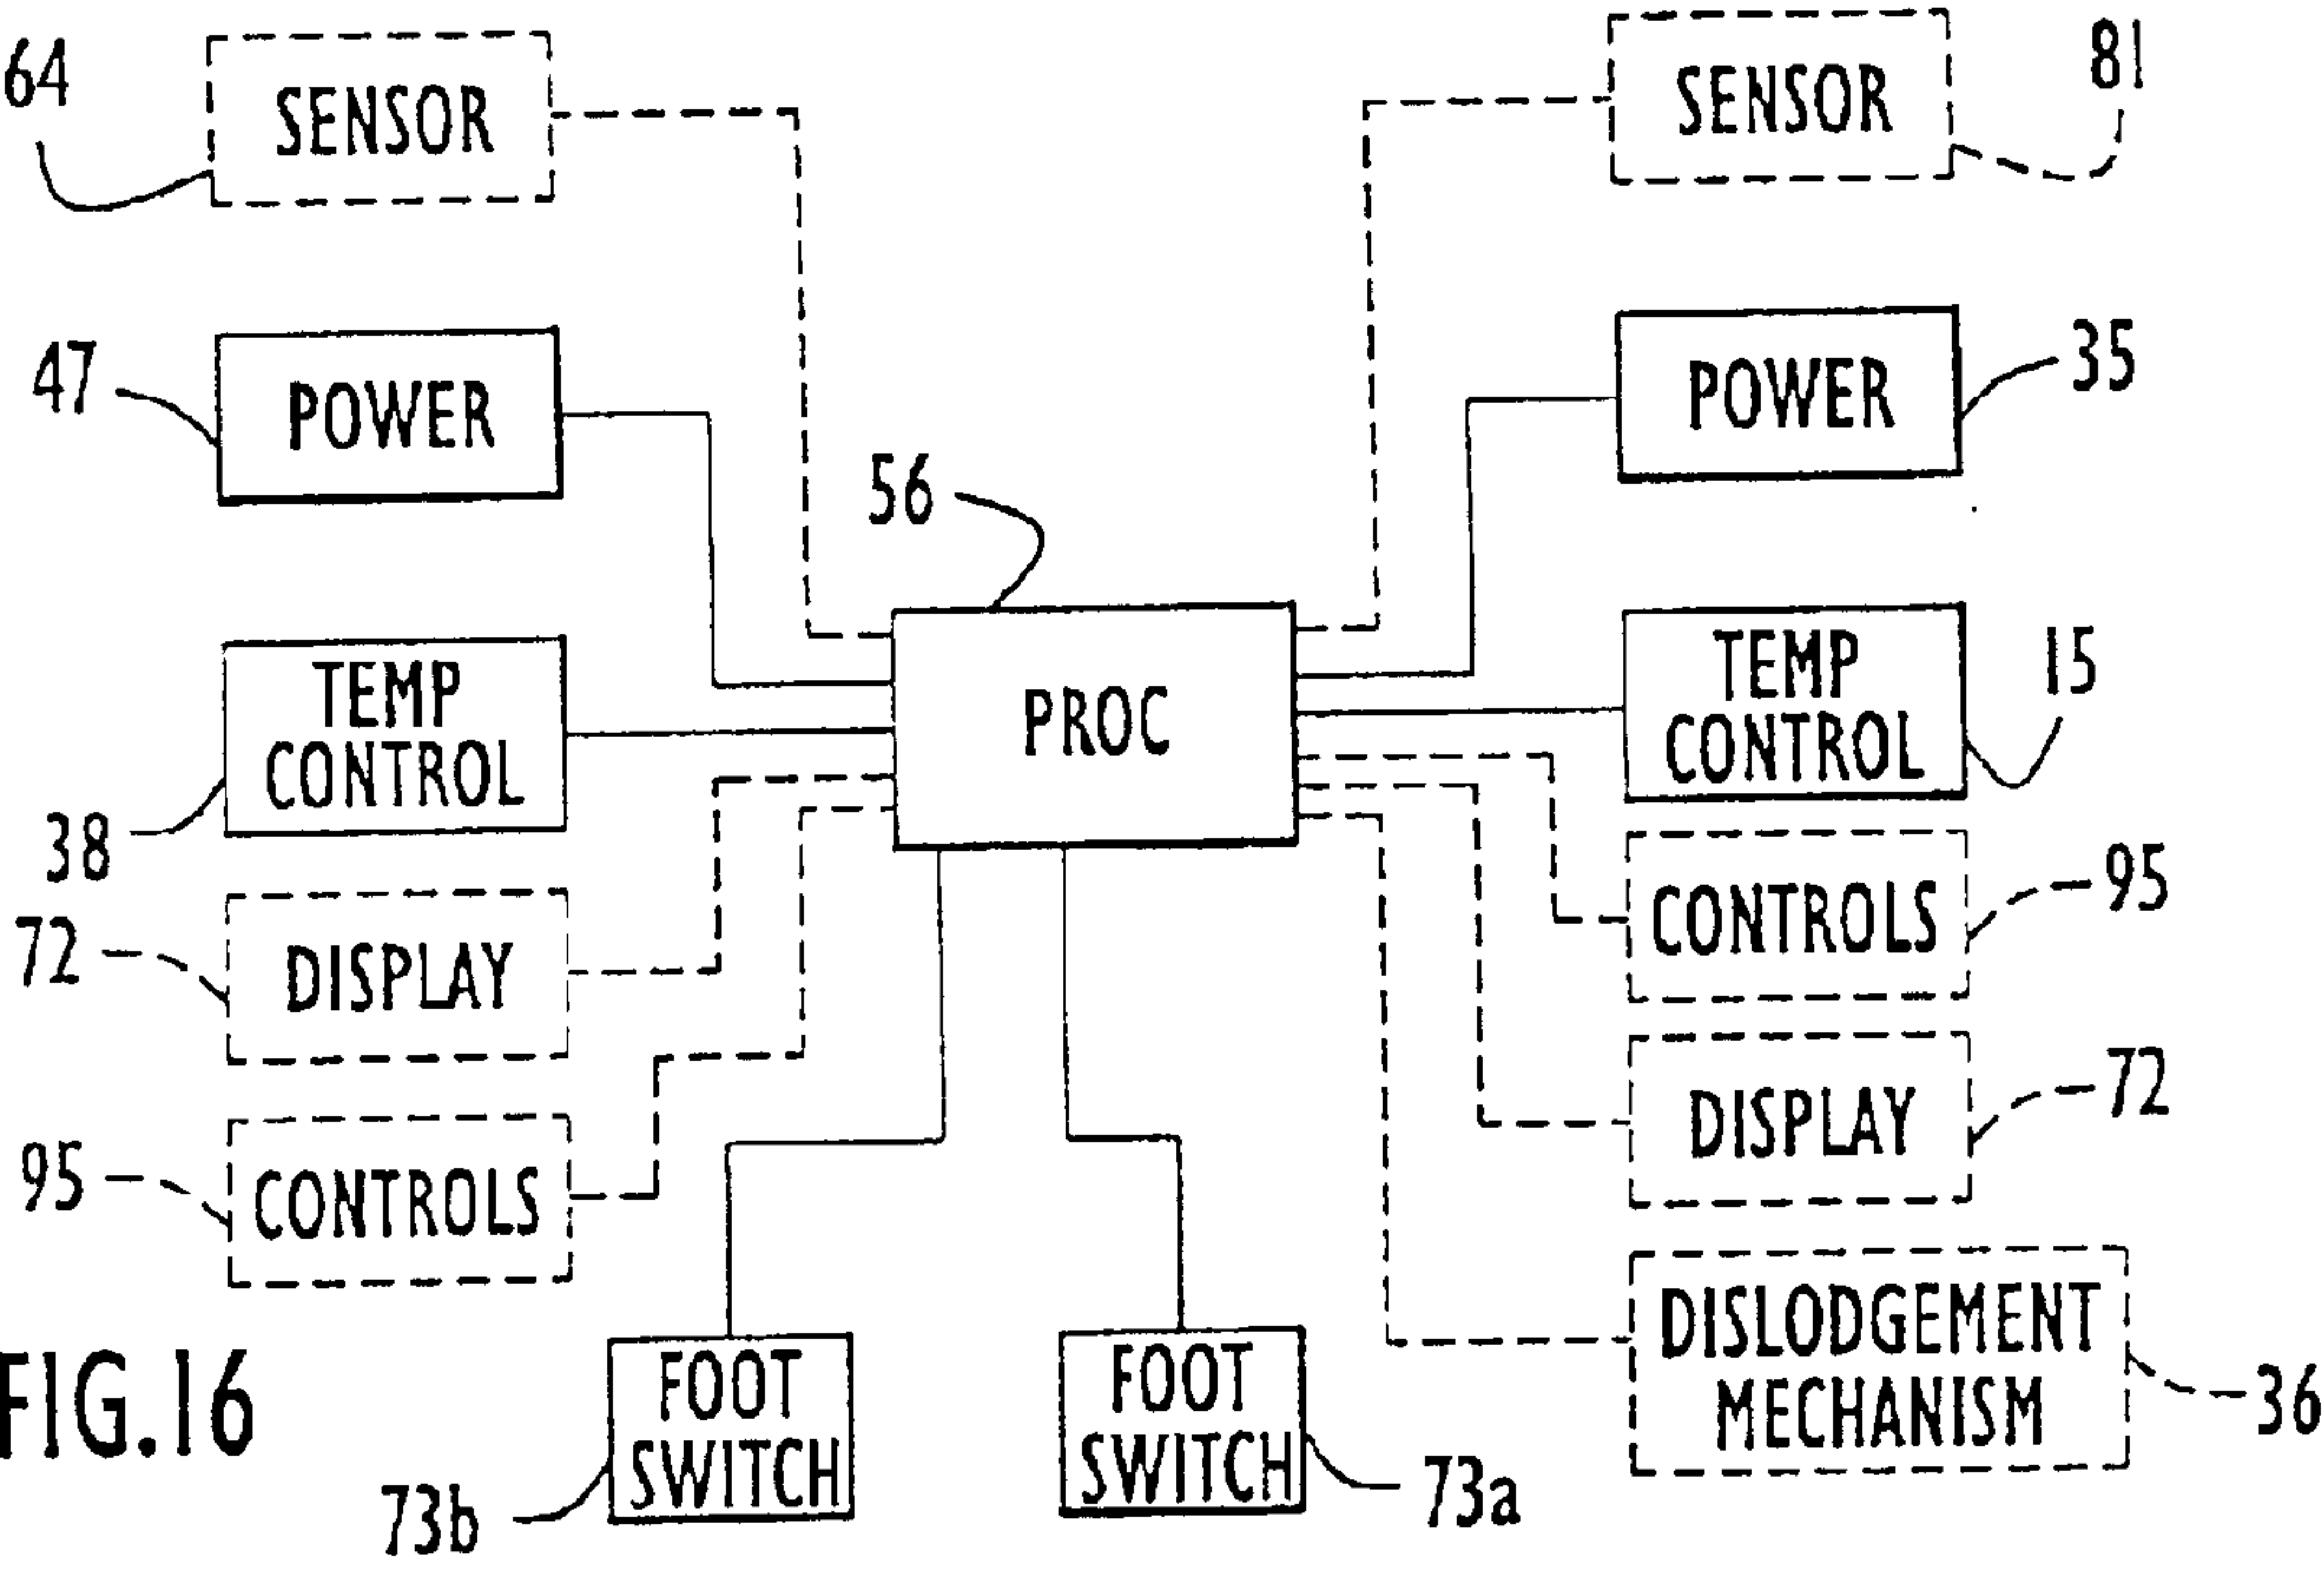 64
SENSOR
SENSOR
81
47
POWER
POWER
35
56
TEMP
CONTROL
38
PROC
TEMP
CONTROL
15
72
DISPLAY
CONTROLS
95
95
CONTROLS
DISPLAY
72
FOOT
SWITCH
73b
FOOT
SWITCH
73a
DISLODGEMENT
MECHANISM
36
FIG.16